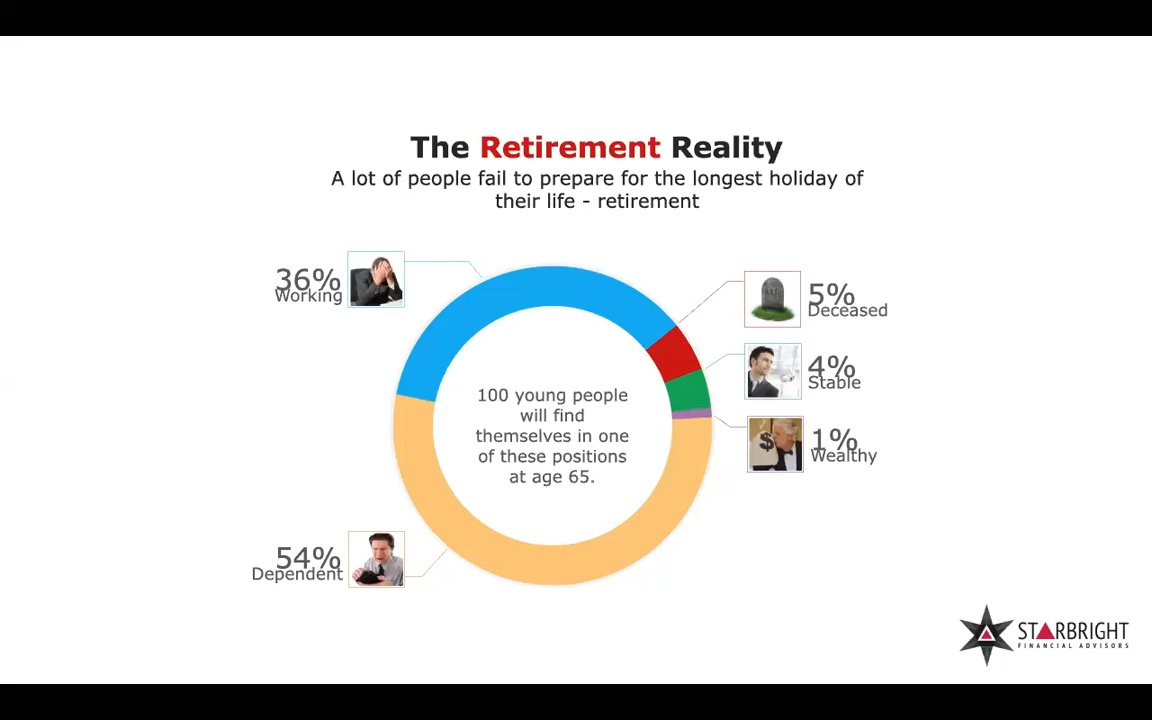 The Retirement Reality
A lot of people fail to prepare for the longest holiday of
their life - retirement
36%
Working
5%
Deceased
4%
Stable
1%
Wealthy
100 young people
will find
themselves in one
of these positions
at age 65.
54%
Dependent
$
STARBRIGHT
FINANCIAL ADVISORS